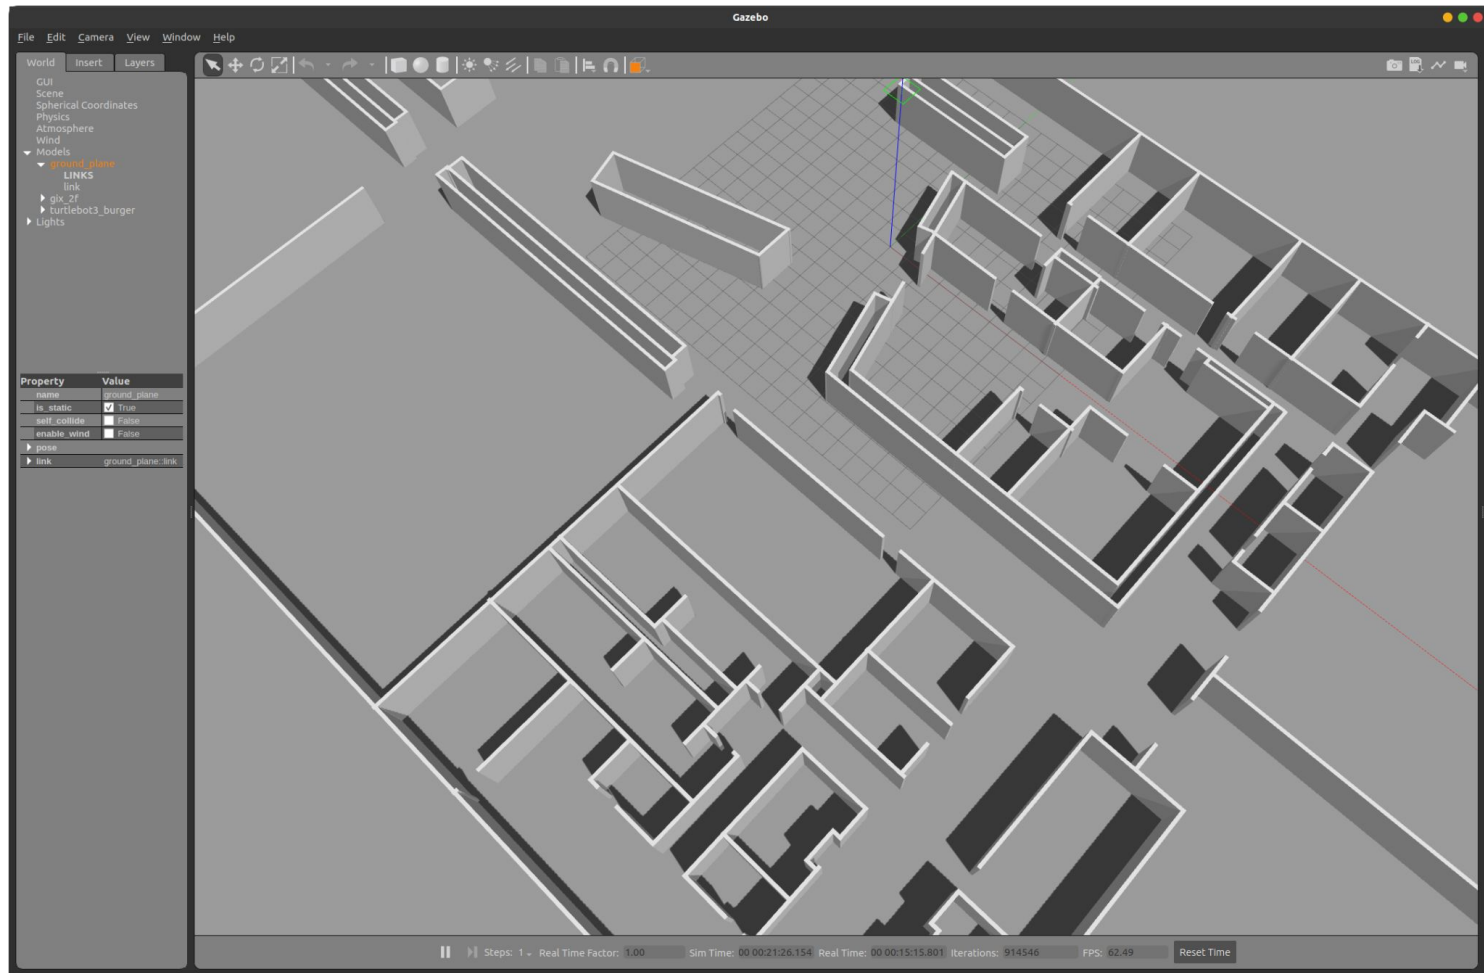 Gazebo
File Edit Camera View Window Help
World Insert Layers
GUI
Scene
Spherical Coordinates
Physics
Atmosphere
Wind
Models
ground_plane
LINKS
link
gix_2f
turtlebot3_burger
Lights
Property Value
name ground_plane
is_static True
self_collide False
enable_wind False
pose
link ground_plane::link
Steps: 1 Real Time Factor: 1.00 Sim Time: 00 00:21:26.154 Real Time: 00 00:15:15.801 Iterations: 914546 FPS: 62.49 Reset Time